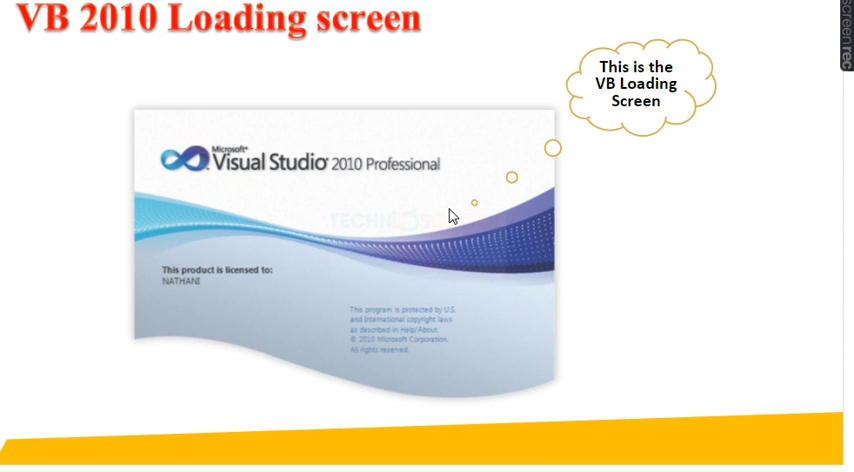 VB 2010 Loading screen
screenrec
This is the
VB Loading
Screen
Microsoft®
Visual Studio® 2010 Professional
This product is licensed to:
NATHANI
This program is protected by U.S.
and International copyright laws
as described in Help/About.
© 2010 Microsoft Corporation.
All rights reserved.